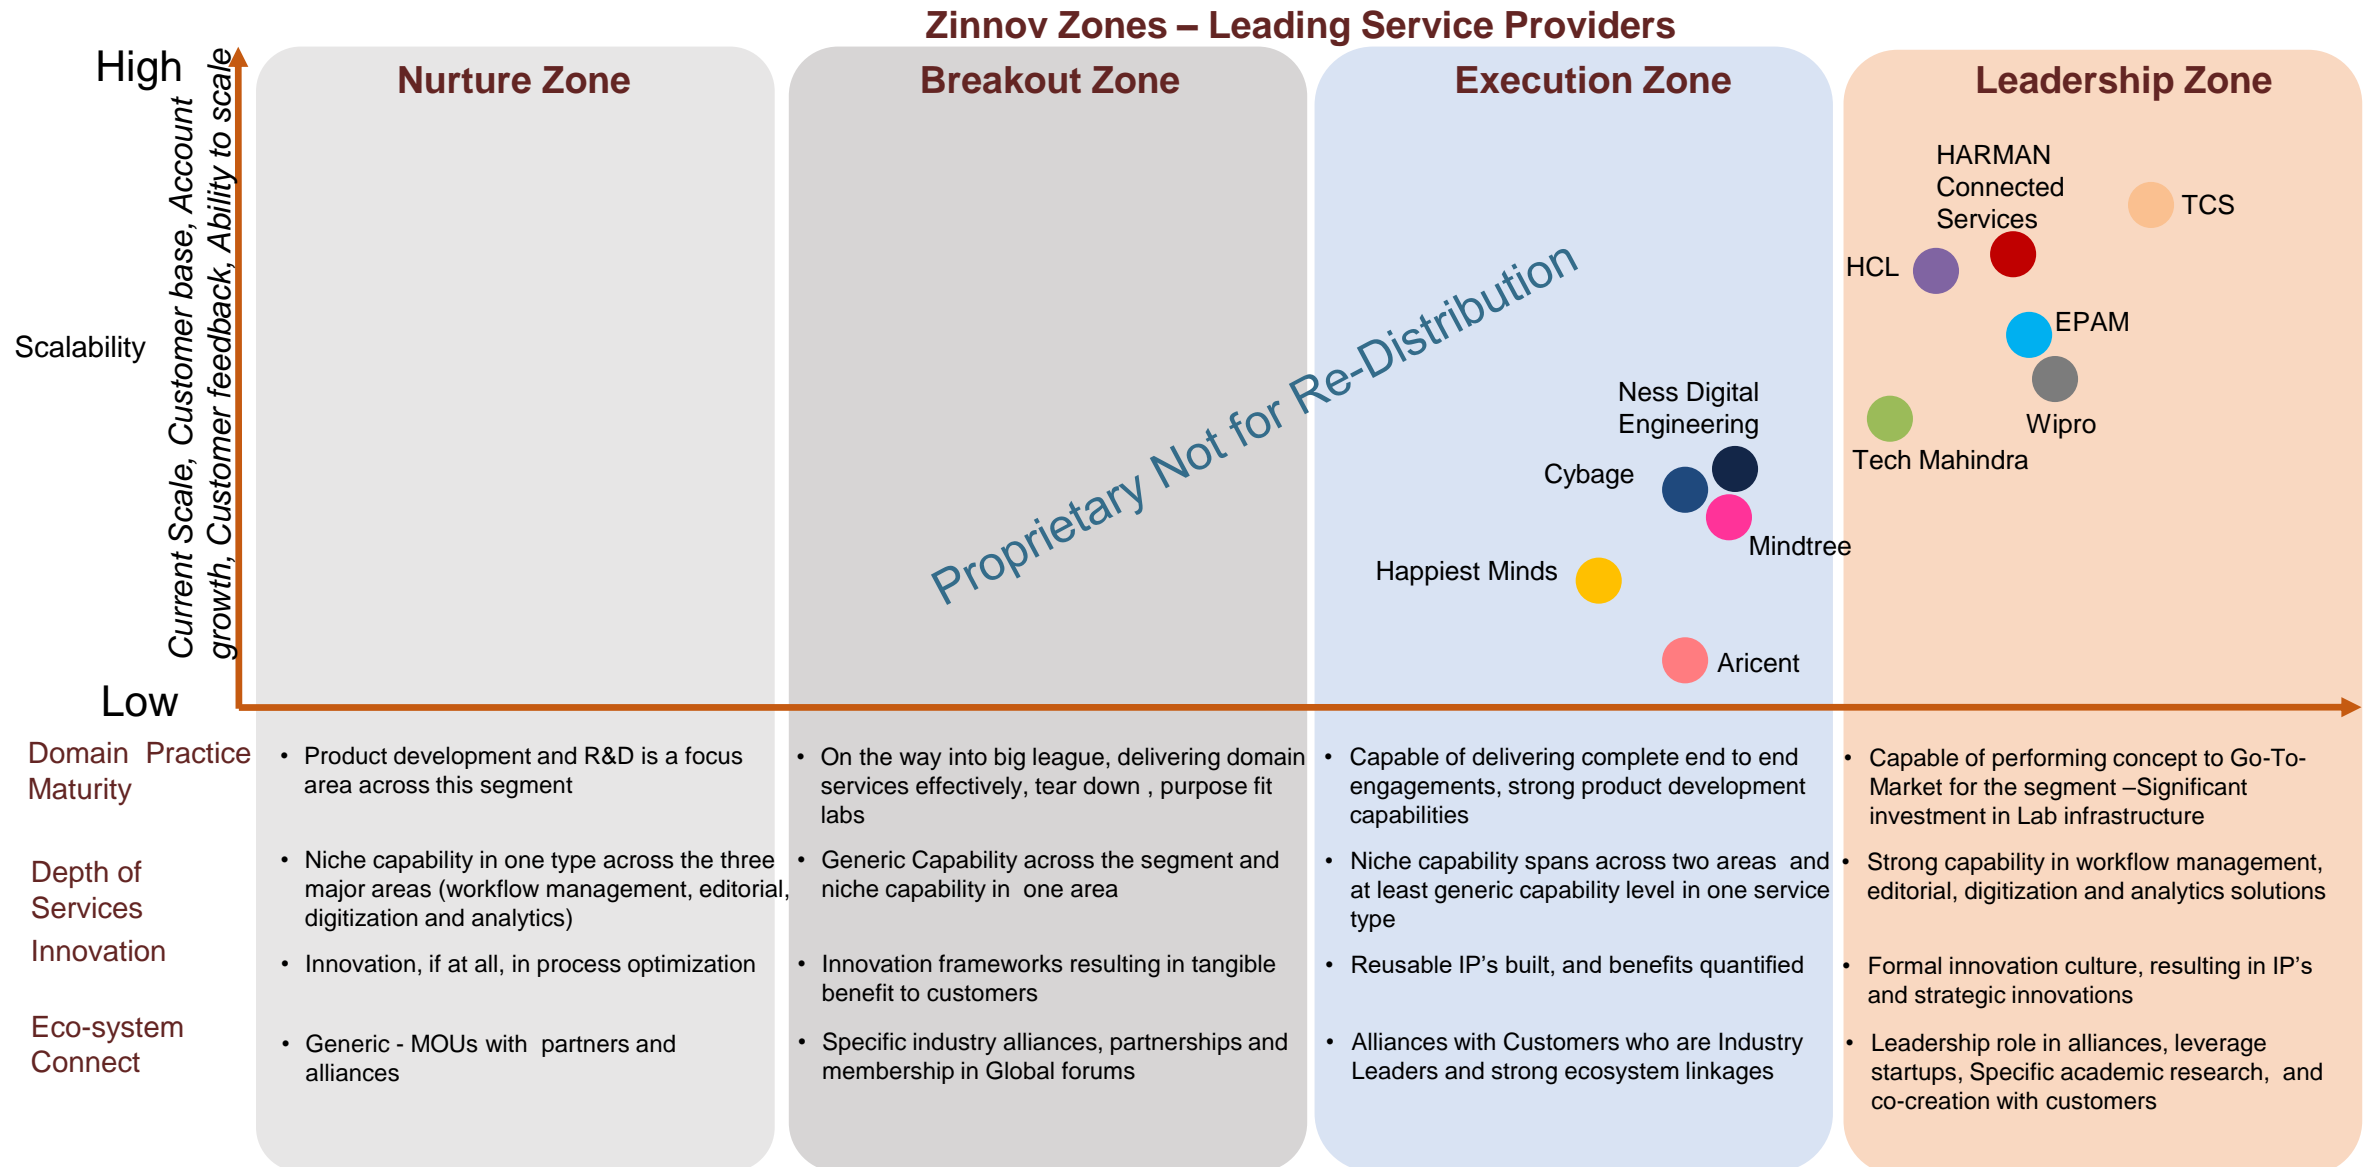 Zinnov Zones – Leading Service Providers
High
Low
Scalability
Current Scale, Customer base, Account
growth, Customer feedback, Ability to scale
Nurture Zone
Breakout Zone
Execution Zone
Leadership Zone
HARMAN
Connected
Services
TCS
HCL
EPAM
Wipro
Tech Mahindra
Ness Digital
Engineering
Cybage
Mindtree
Happiest Minds
Aricent
Proprietary Not for Re-Distribution
Domain Practice
Maturity
• Product development and R&D is a focus
area across this segment
• On the way into big league, delivering domain
services effectively, tear down , purpose fit
labs
• Capable of delivering complete end to end
engagements, strong product development
capabilities
• Capable of performing concept to Go-To-
Market for the segment –Significant
investment in Lab infrastructure
Depth of
Services
• Niche capability in one type across the three
major areas (workflow management, editorial,
digitization and analytics)
• Generic Capability across the segment and
niche capability in one area
• Niche capability spans across two areas and
at least generic capability level in one service
type
• Strong capability in workflow management,
editorial, digitization and analytics solutions
Innovation
• Innovation, if at all, in process optimization
• Innovation frameworks resulting in tangible
benefit to customers
• Reusable IP’s built, and benefits quantified
• Formal innovation culture, resulting in IP’s
and strategic innovations
Eco-system
Connect
• Generic - MOUs with partners and
alliances
• Specific industry alliances, partnerships and
membership in Global forums
• Alliances with Customers who are Industry
Leaders and strong ecosystem linkages
• Leadership role in alliances, leverage
startups, Specific academic research, and
co-creation with customers